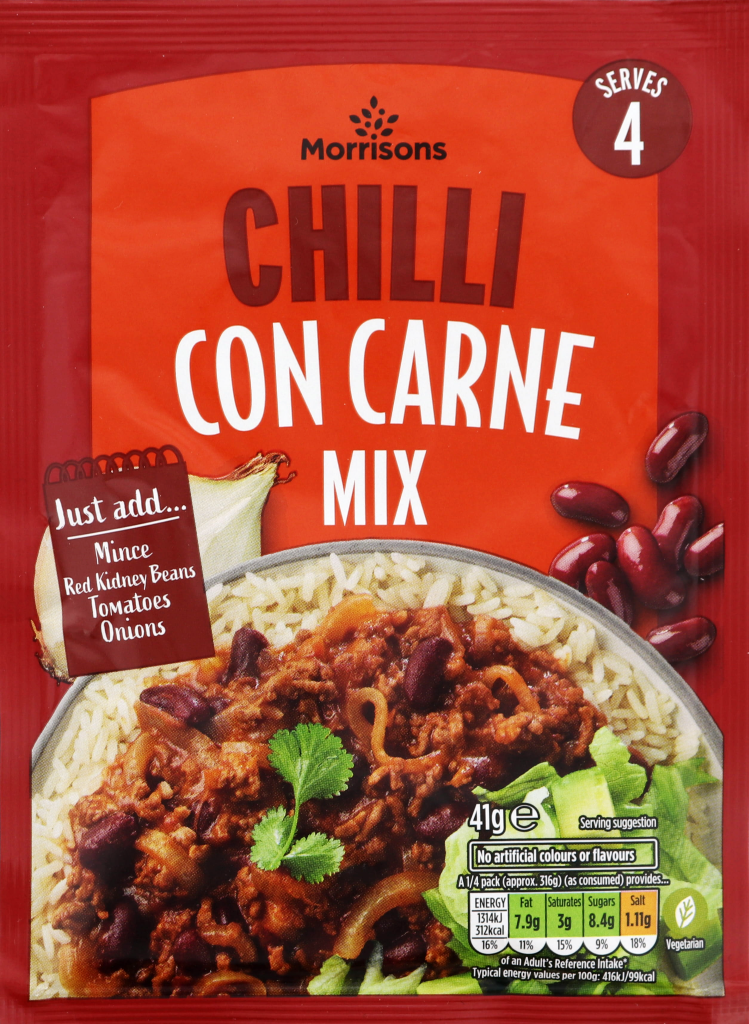 SERVES
4
Morrisons
CHILLI
CON CARNE
MIX
Just add...
Mince
Red Kidney Beans
Tomatoes
Onions
41g e
Serving suggestion
No artificial colours or flavours
A 1/4 pack (approx. 316g) (as consumed) provides...
ENERGY Fat Saturates Sugars Salt
1314kJ
312kcal 7.9g 3g 8.4g 1.11g
16% 11% 15% 9% 18%
Vegetarian
of an Adult's Reference Intake*
Typical energy values per 100g: 416kJ/99kcal